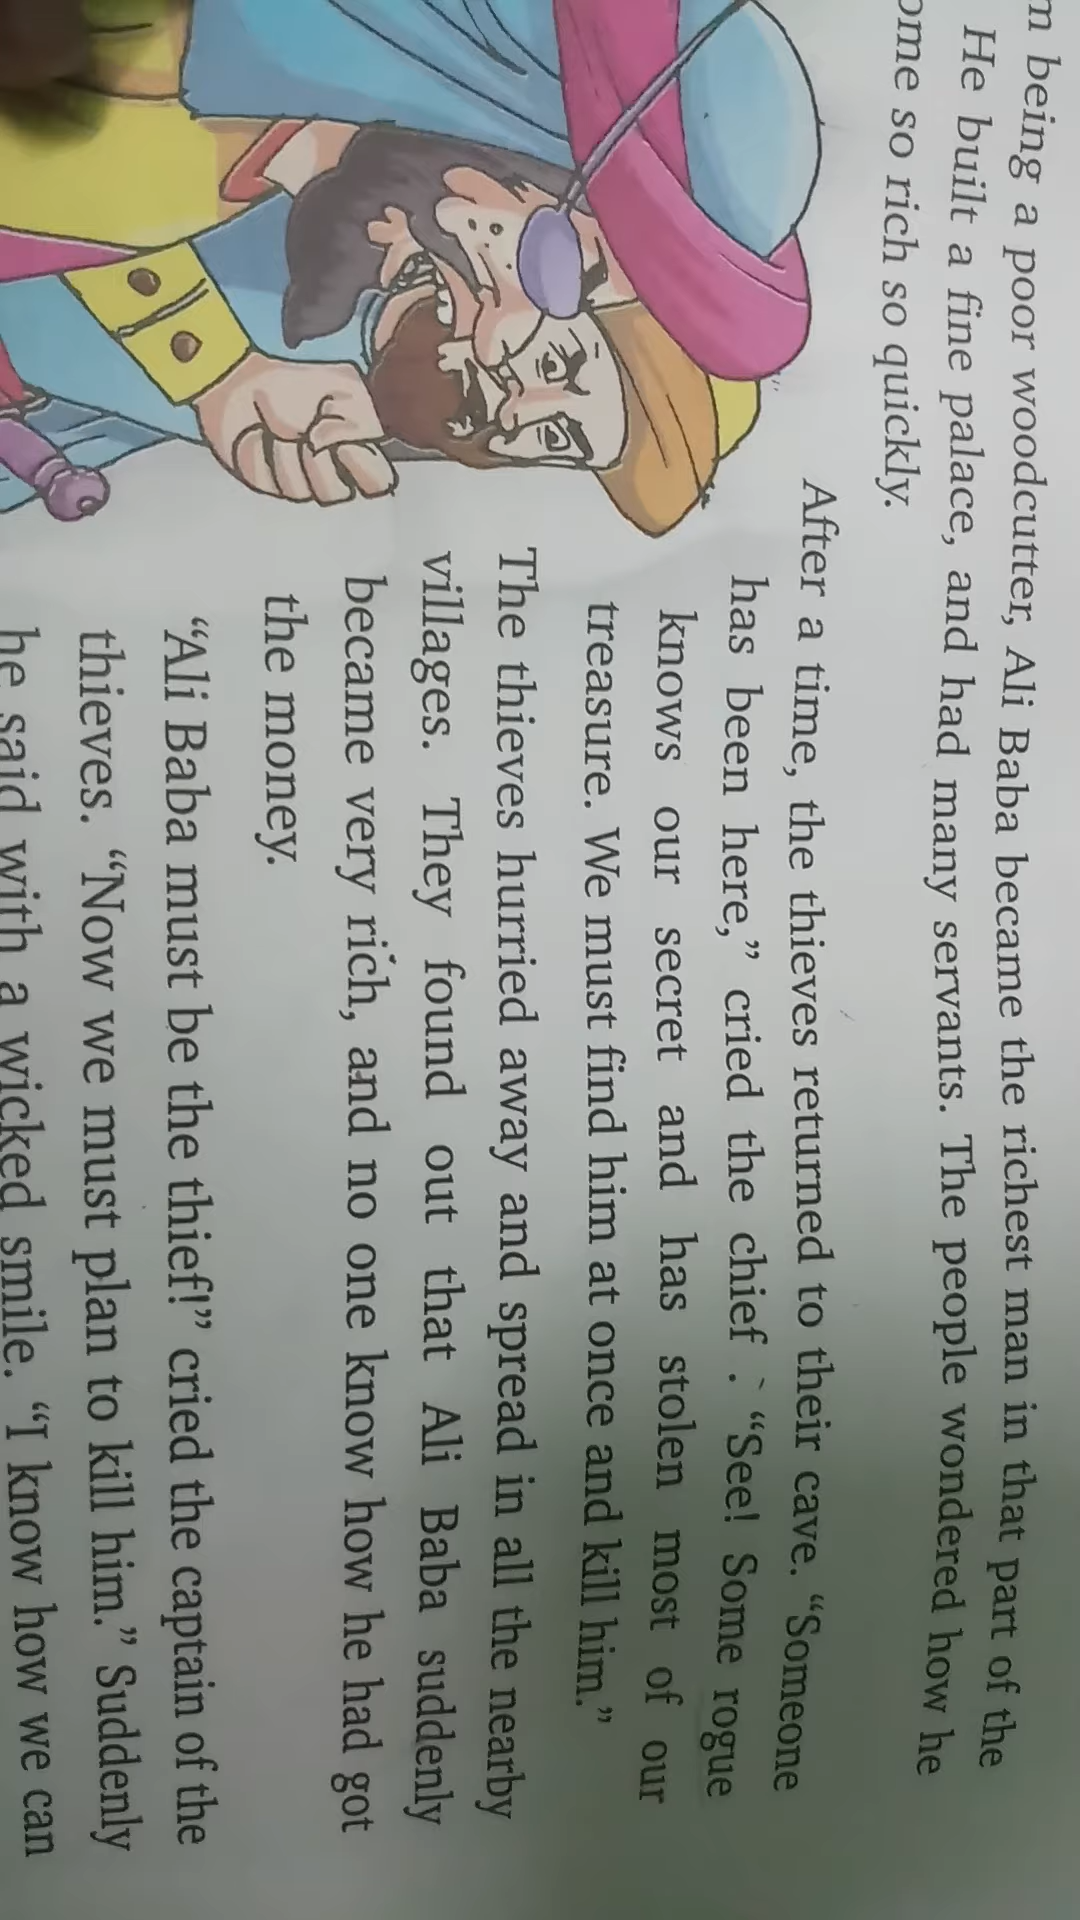 being a poor woodcutter, Ali Baba became the richest man in that part of the
He built a fine palace, and had many servants. The people wondered how he
so rich so quickly.
After a time, the thieves returned to their cave. “Someone
has been here,” cried the chief . ` “See! Some rogue
knows our secret and has stolen most of our
treasure. We must find him at once and kill him.”
The thieves hurried away and spread in all the nearby
villages. They found out that Ali Baba suddenly
became very rich, and no one know how he had got
the money.
“Ali Baba must be the thief!” cried the captain of the
thieves. “Now we must plan to kill him.” Suddenly
he said with a wicked smile. “I know how we can